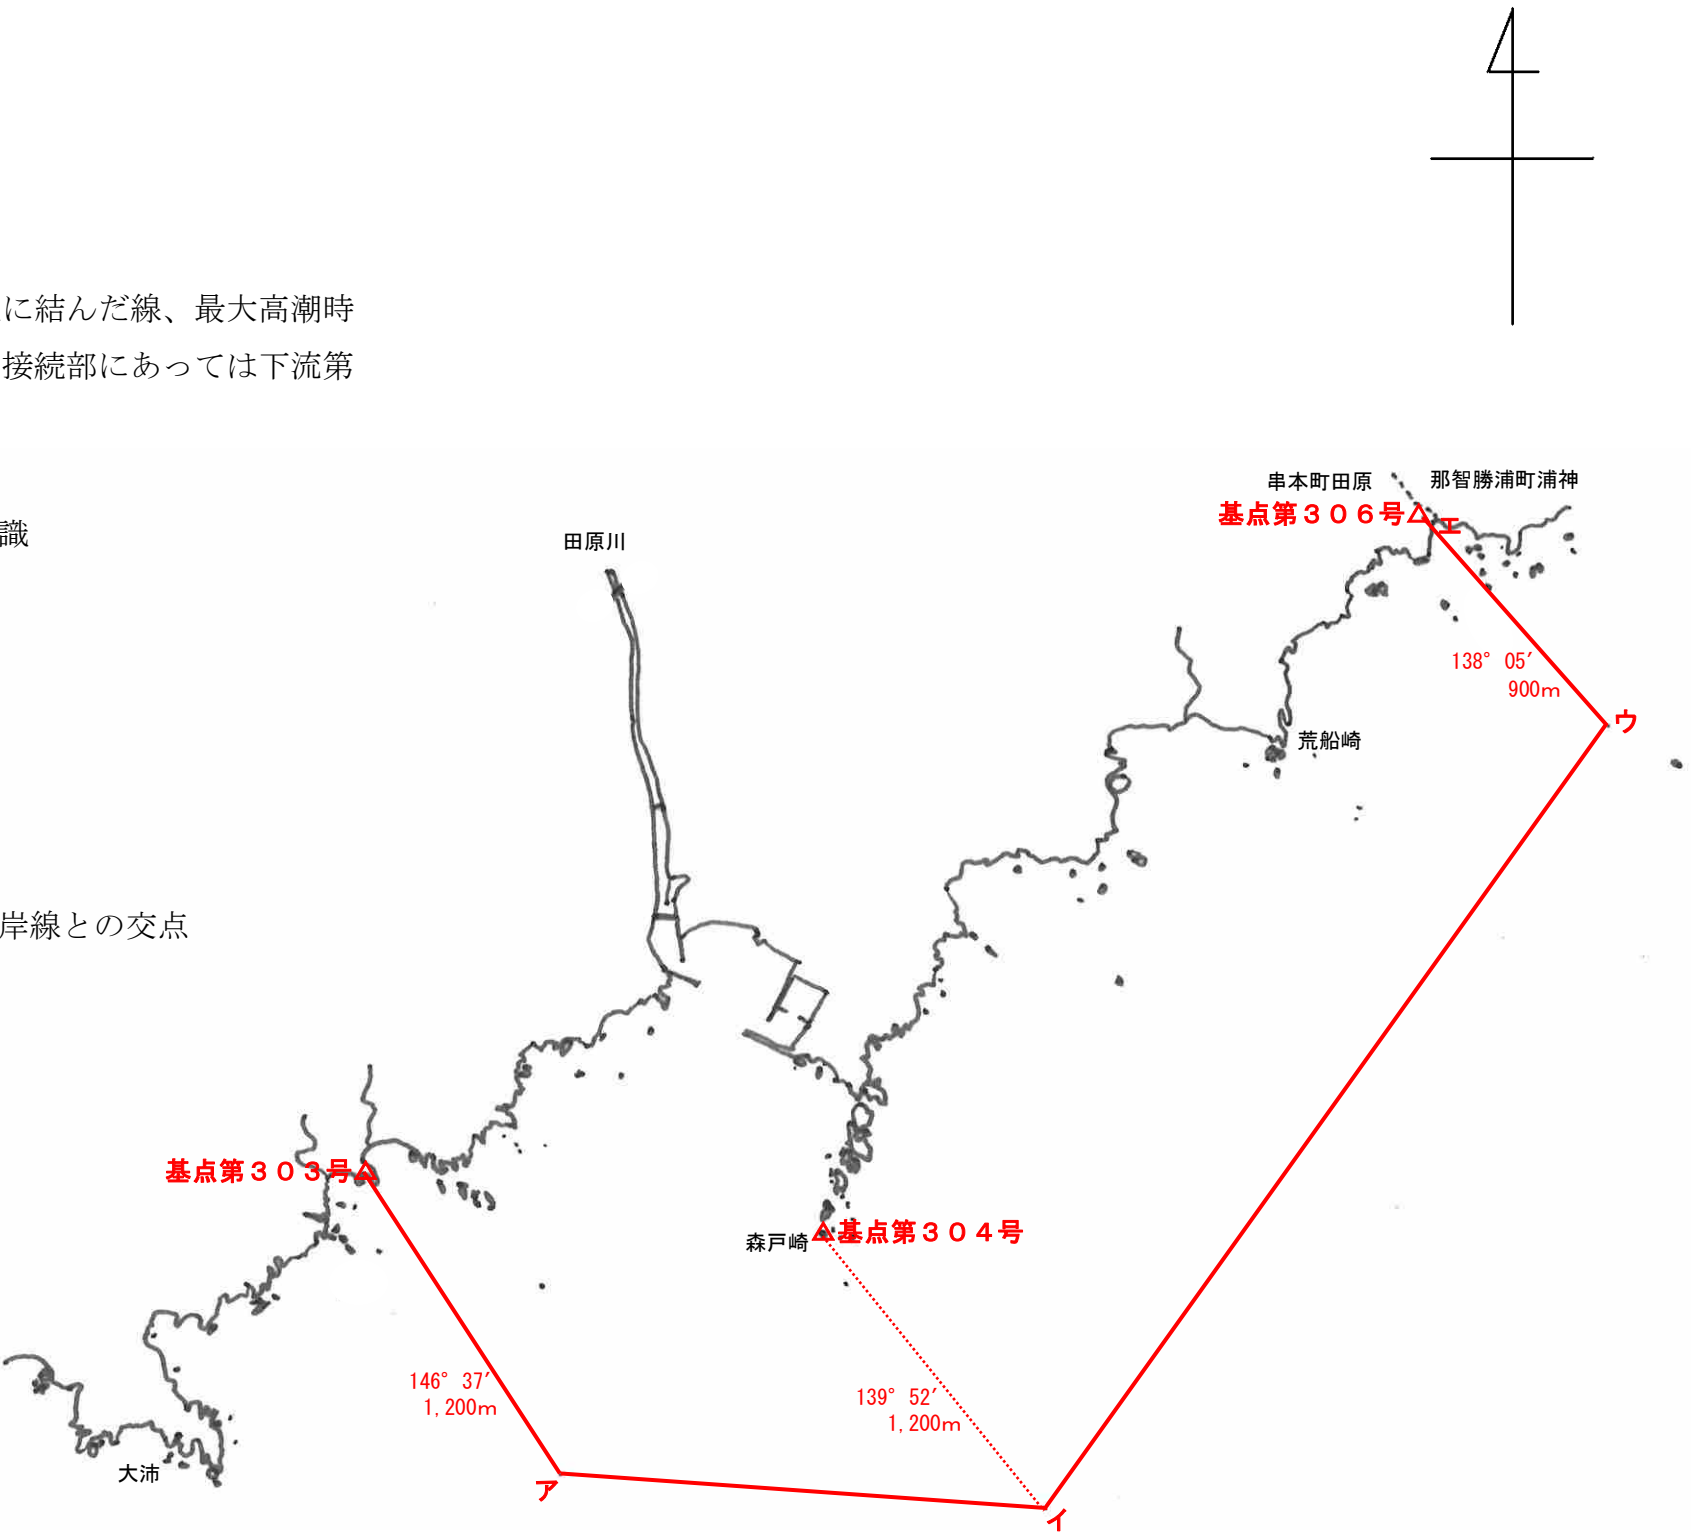 に結んだ線、最大高潮時
接続部にあっては下流第
串本町田原
那智勝浦町浦神
基点第３０６号
エ
識
田原川
138°05′
900m
ウ
荒船崎
岸線との交点
基点第３０３号
基点第３０４号
森戸崎
146°37′
1,200m
139°52′
1,200m
大沛
ア
イ